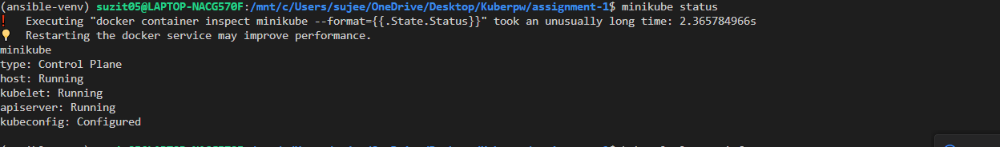 (ansible-venv) suzit05@LAPTOP-NACG570F:/mnt/c/Users/sujee/OneDrive/Desktop/Kuberpw/assignment-1$ minikube status
❗  Executing "docker container inspect minikube --format={{.State.Status}}" took an unusually long time: 2.365784966s
💡  Restarting the docker service may improve performance.
minikube
type: Control Plane
host: Running
kubelet: Running
apiserver: Running
kubeconfig: Configured